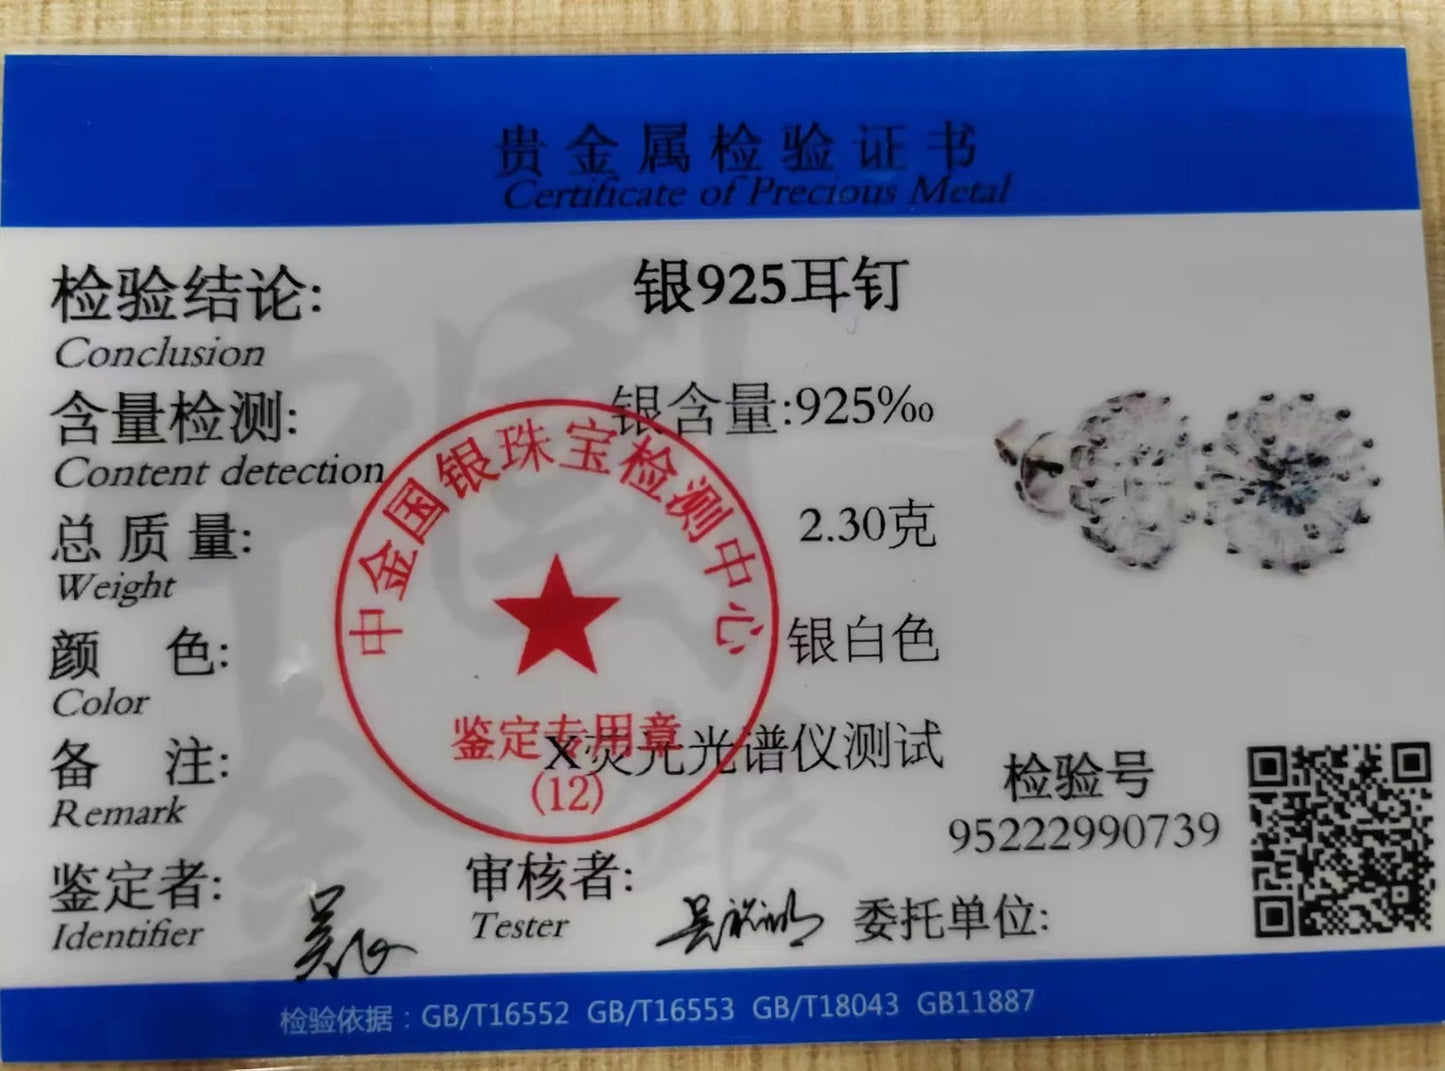 贵金属检验证书
Certificate of Precious Metal
检验结论: 银925耳钉
Conclusion
含量检测: 银含量:925‰
Content detection
总质量: 2.30克
Weight
颜色: 银白色
Color
备注: X荧光光谱仪测试
Remark
中金国银珠宝检测中心
鉴定专用章
(12)
检验号
95222990739
鉴定者:
Identifier
审核者:
Tester
委托单位:
检验依据：GB/T16552 GB/T16553 GB/T18043 GB11887